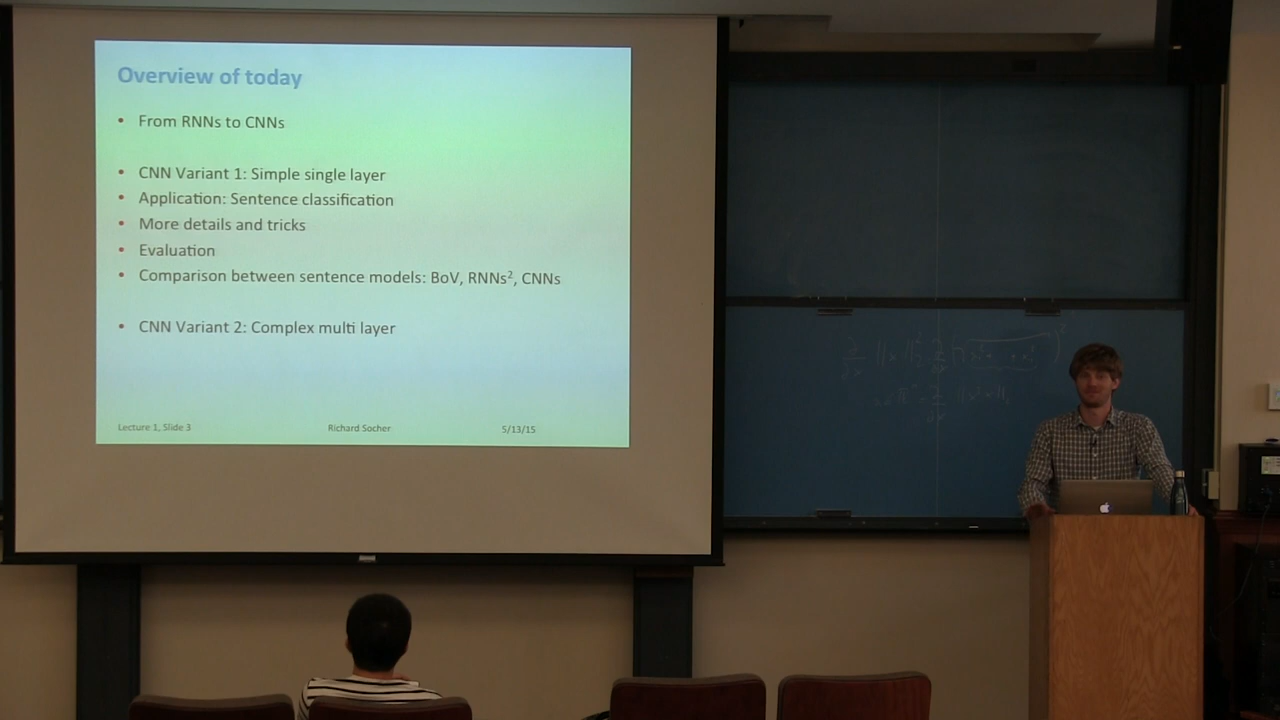 Overview of today
• From RNNs to CNNs
• CNN Variant 1: Simple single layer
• Application: Sentence classification
• More details and tricks
• Evaluation
• Comparison between sentence models: BoV, RNNs², CNNs
• CNN Variant 2: Complex multi layer
Lecture 1, Slide 3 Richard Socher 5/13/15